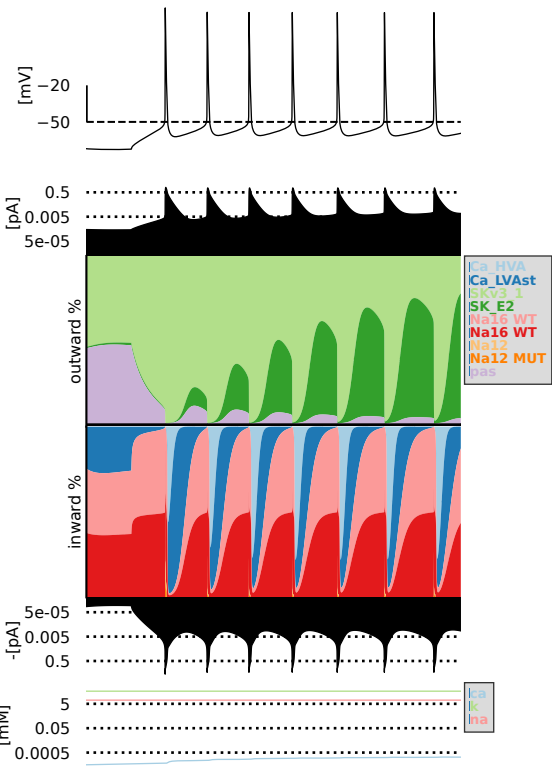 [mV]
−20
−50
[pA]
0.5
0.005
5e-05
outward %
Ca_HVA
Ca_LVAst
SKv3_1
SK_E2
Na16 WT
Na16 WT
Na12
Na12 MUT
pas
inward %
-[pA]
5e-05
0.005
0.5
[mM]
5
0.05
0.0005
ca
k
na